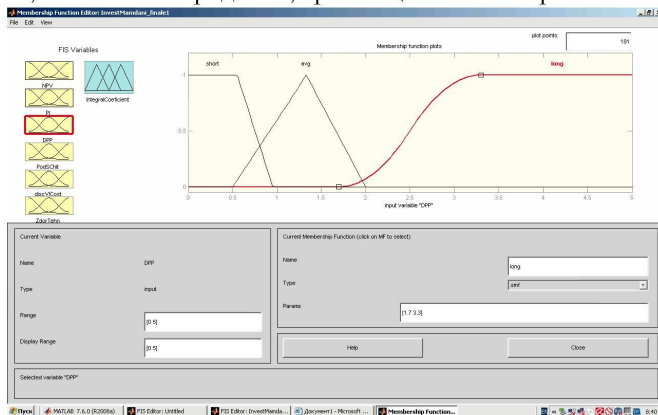 Membership Function Editor: InvestMamdani_finale1
File Edit View
FIS Variables
Membership function plots
plot points:
181
NPV
IntegralCoeficient
PI
DPP
PodSChit
discVlCost
ZdorTehn
short
avg
long
1
0.5
0
0 0.5 1 1.5 2 2.5 3 3.5 4 4.5 5
input variable "DPP"
Current Variable
Name DPP
Type input
Range [0 5]
Display Range [0 5]
Current Membership Function (click on MF to select)
Name long
Type smf
Params [1.7 3.3]
Help Close
Selected variable "DPP"
Пуск MATLAB 7.6.0 (R2008a) FIS Editor: Untitled FIS Editor: InvestMamda... Документ1 - Microsoft ... Membership Function...